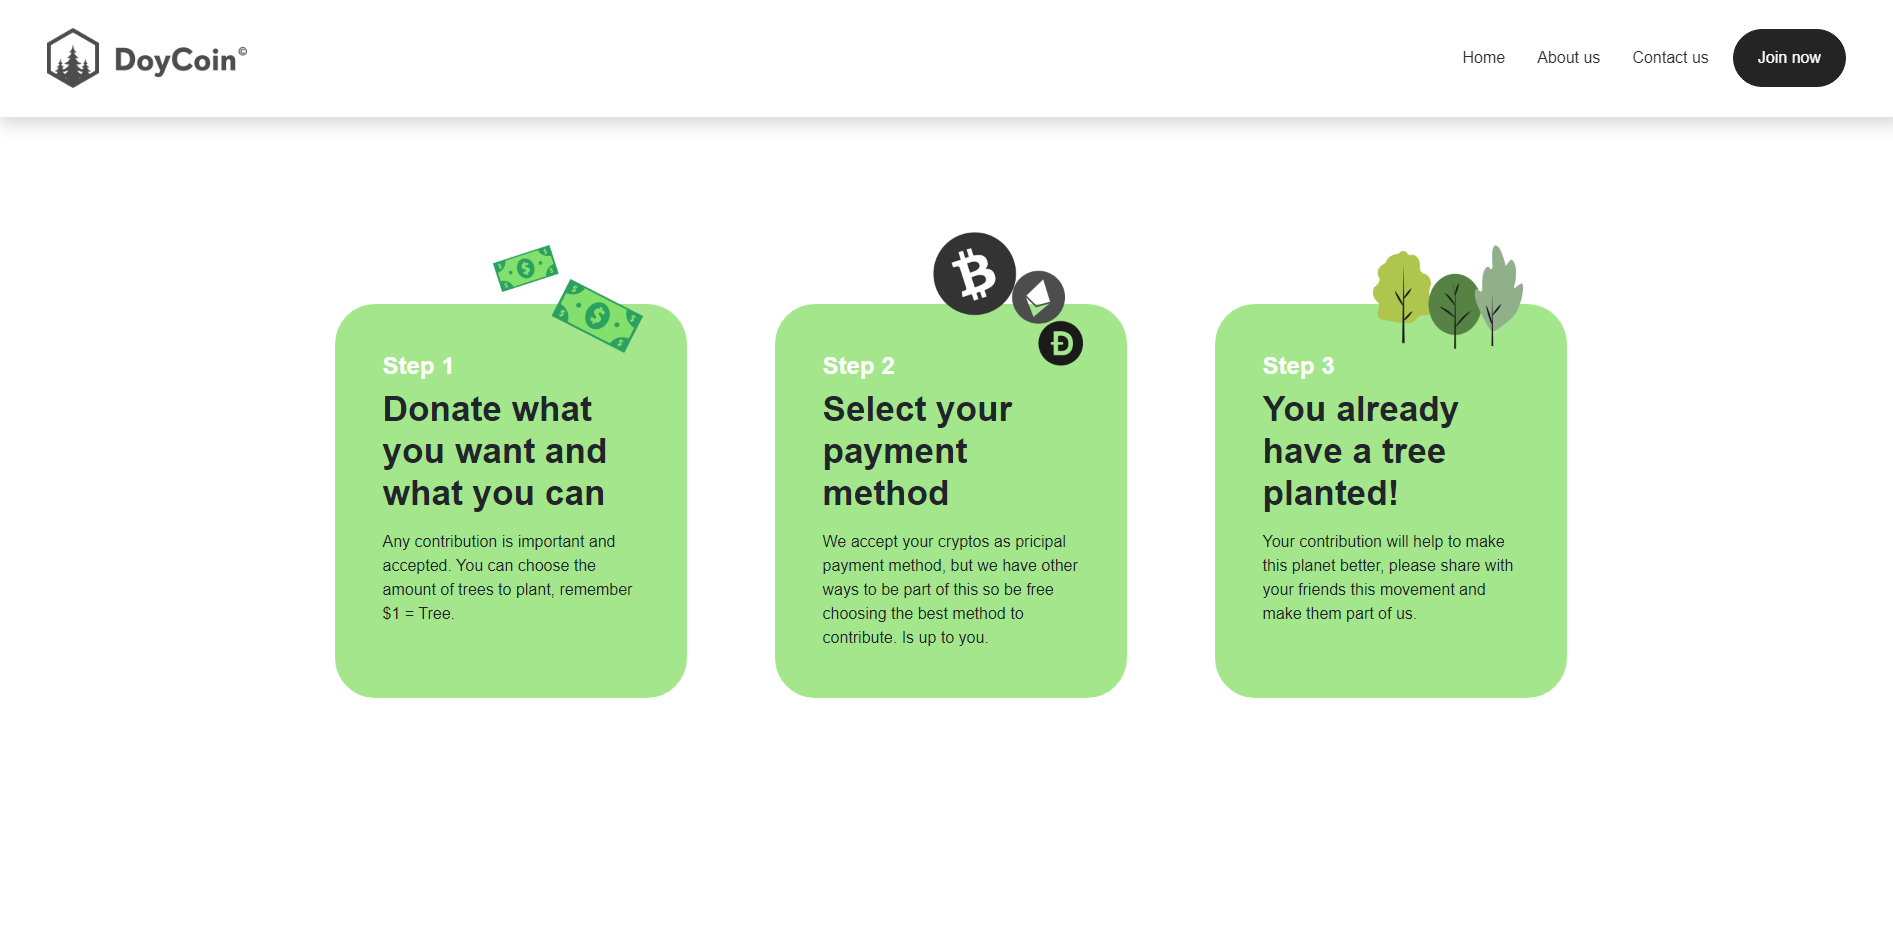 DoyCoin©
Home
About us
Contact us
Join now
Step 1
Donate what
you want and
what you can
Any contribution is important and
accepted. You can choose the
amount of trees to plant, remember
$1 = Tree.
Step 2
Select your
payment
method
We accept your cryptos as pricipal
payment method, but we have other
ways to be part of this so be free
choosing the best method to
contribute. Is up to you.
Step 3
You already
have a tree
planted!
Your contribution will help to make
this planet better, please share with
your friends this movement and
make them part of us.